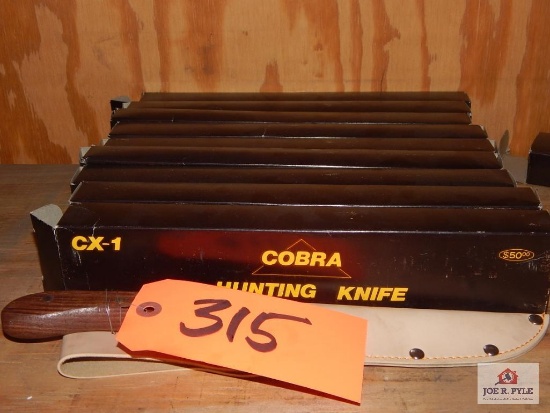 CX-1
COBRA
$50.00
HUNTING KNIFE
315
JOE R. PYLE